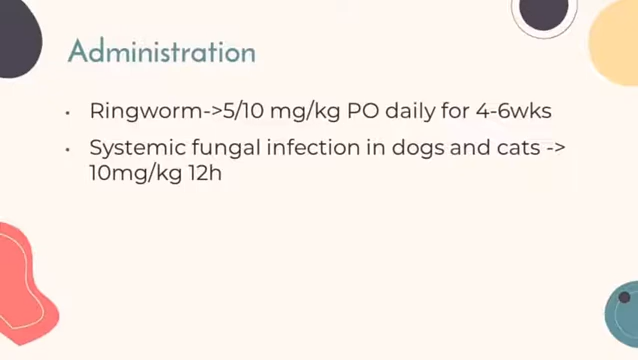 Administration
• Ringworm->5/10 mg/kg PO daily for 4-6wks
• Systemic fungal infection in dogs and cats ->
10mg/kg 12h